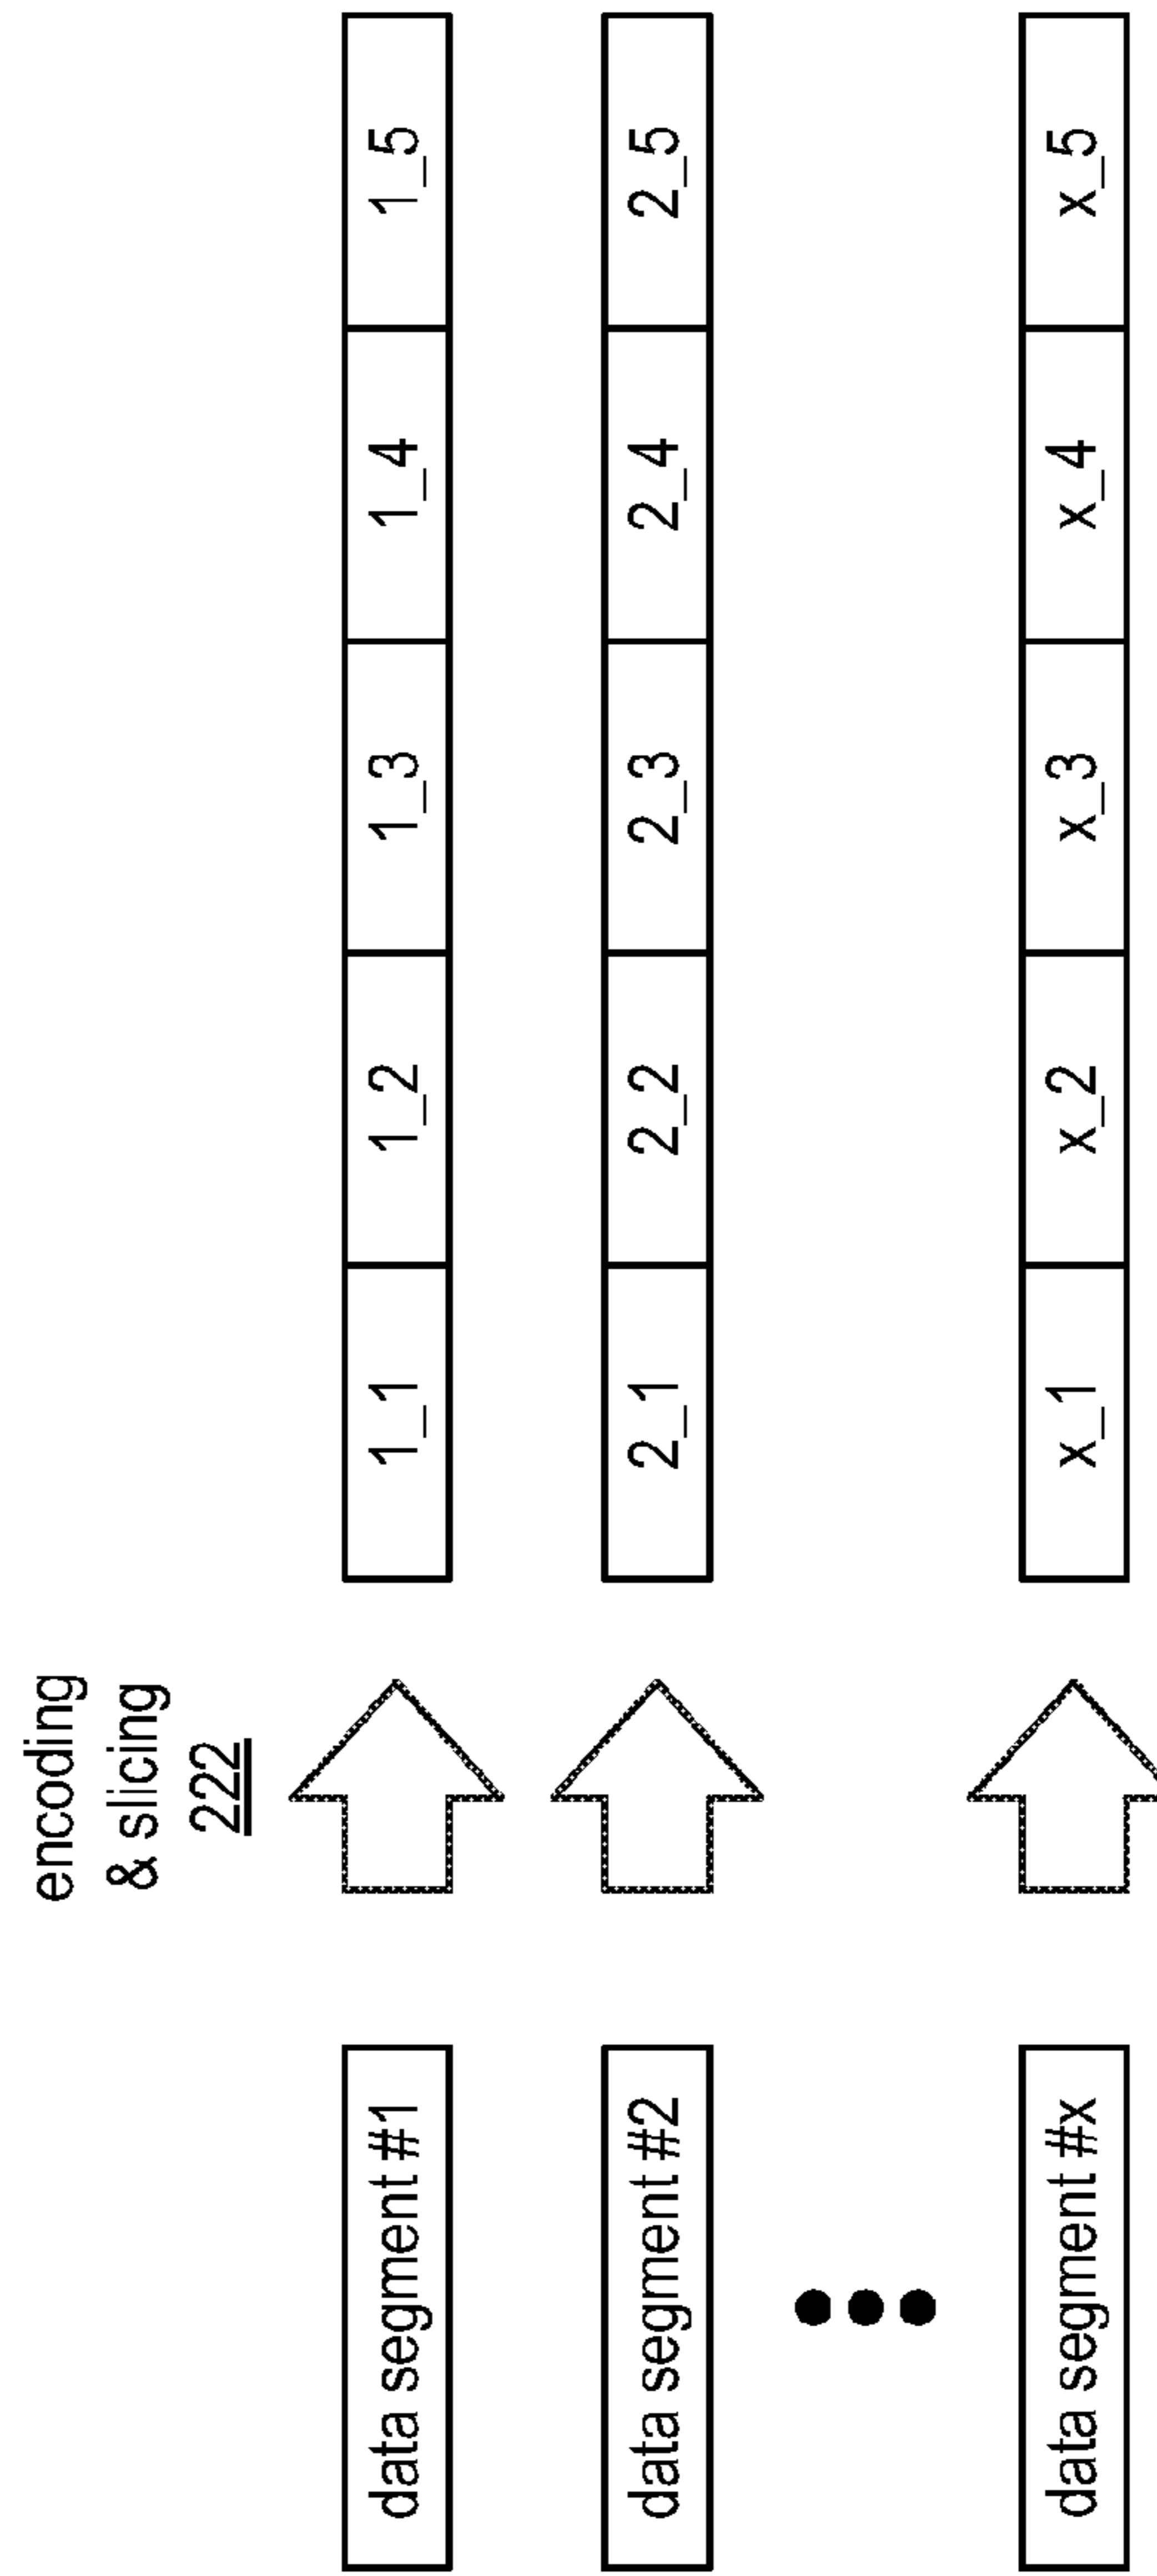 encoding
& slicing
222
data segment #1
1_1
1_2
1_3
1_4
1_5
data segment #2
2_1
2_2
2_3
2_4
2_5
data segment #x
x_1
x_2
x_3
x_4
x_5